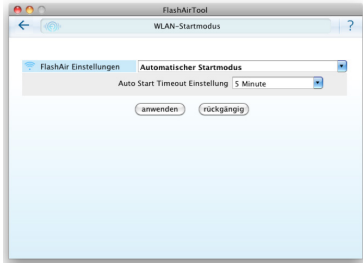 FlashAirTool
WLAN-Startmodus
?
FlashAir Einstellungen Automatischer Startmodus
Auto Start Timeout Einstellung 5 Minute
anwenden rückgängig